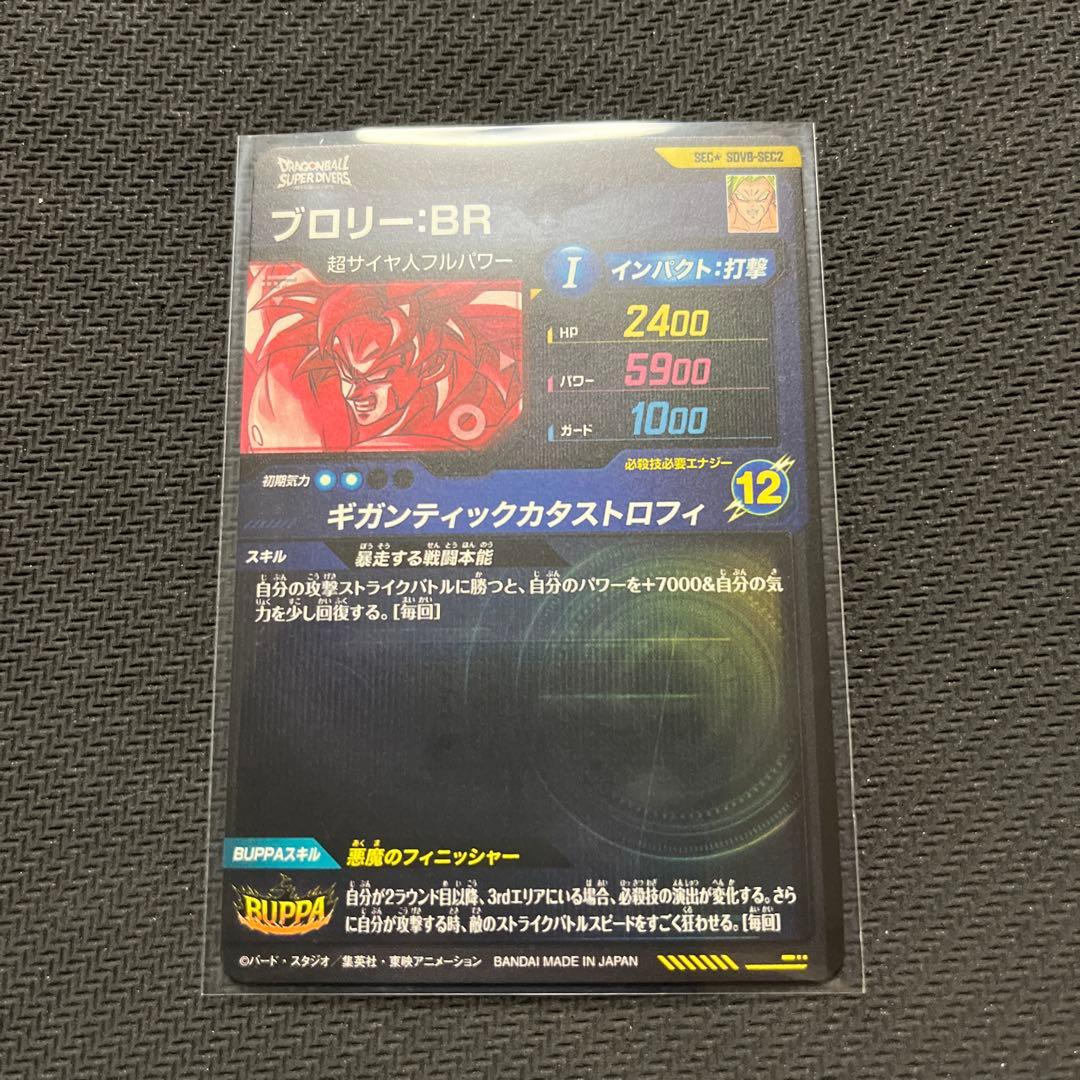 DRAGONBALL
SUPER DIVERS
SEC★ SDV8-SEC2
ブロリー:BR
超サイヤ人フルパワー
I インパクト:打撃
HP 2400
パワー 5900
ガード 1000
初期気力
必殺技必要エナジー
12
ギガンティックカタストロフィ
スキル 暴走する戦闘本能
自分の攻撃ストライクバトルに勝つと、自分のパワーを+7000&自分の気
力を少し回復する。[毎回]
BUPPAスキル 悪魔のフィニッシャー
BUPPA
自分が2ラウンド目以降、3rdエリアにいる場合、必殺技の演出が変化する。さら
に自分が攻撃する時、敵のストライクバトルスピードをすごく狂わせる。[毎回]
©バード・スタジオ/集英社・東映アニメーション BANDAI MADE IN JAPAN